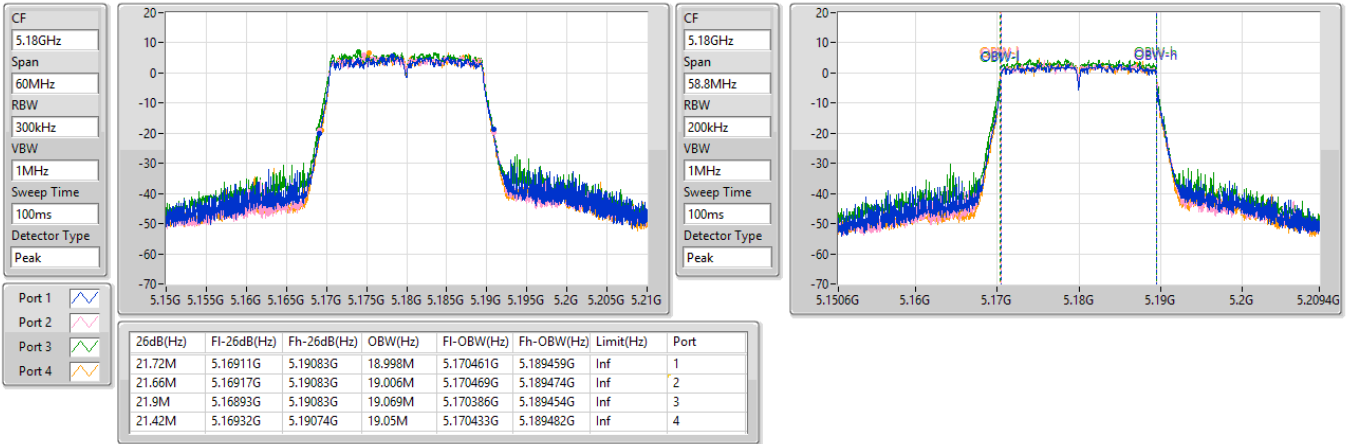 CF
5.18GHz
Span
60MHz
RBW
300kHz
VBW
1MHz
Sweep Time
100ms
Detector Type
Peak
20
10
0
-10
-20
-30
-40
-50
-60
-70
5.15G 5.155G 5.16G 5.165G 5.17G 5.175G 5.18G 5.185G 5.19G 5.195G 5.2G 5.205G 5.21G
CF
5.18GHz
Span
58.8MHz
RBW
200kHz
VBW
1MHz
Sweep Time
100ms
Detector Type
Peak
20
10
0
-10
-20
-30
-40
-50
-60
-70
OBW-l OBW-h
5.1506G 5.16G 5.17G 5.18G 5.19G 5.2G 5.2094G
Port 1
Port 2
Port 3
Port 4
26dB(Hz) Fl-26dB(Hz) Fh-26dB(Hz) OBW(Hz) Fl-OBW(Hz) Fh-OBW(Hz) Limit(Hz) Port
21.72M 5.16911G 5.19083G 18.998M 5.170461G 5.189459G Inf 1
21.66M 5.16917G 5.19083G 19.006M 5.170469G 5.189474G Inf 2
21.9M 5.16893G 5.19083G 19.069M 5.170386G 5.189454G Inf 3
21.42M 5.16932G 5.19074G 19.05M 5.170433G 5.189482G Inf 4